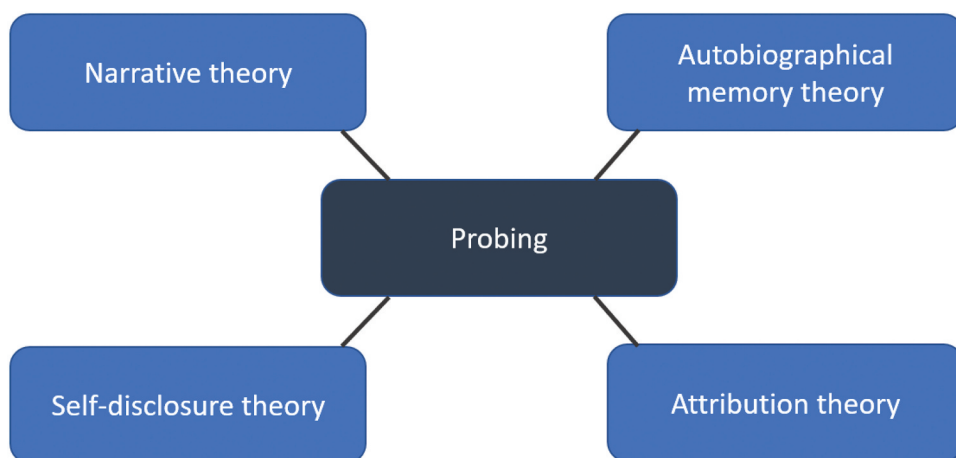 Narrative theory
Autobiographical
memory theory
Probing
Self-disclosure theory
Attribution theory